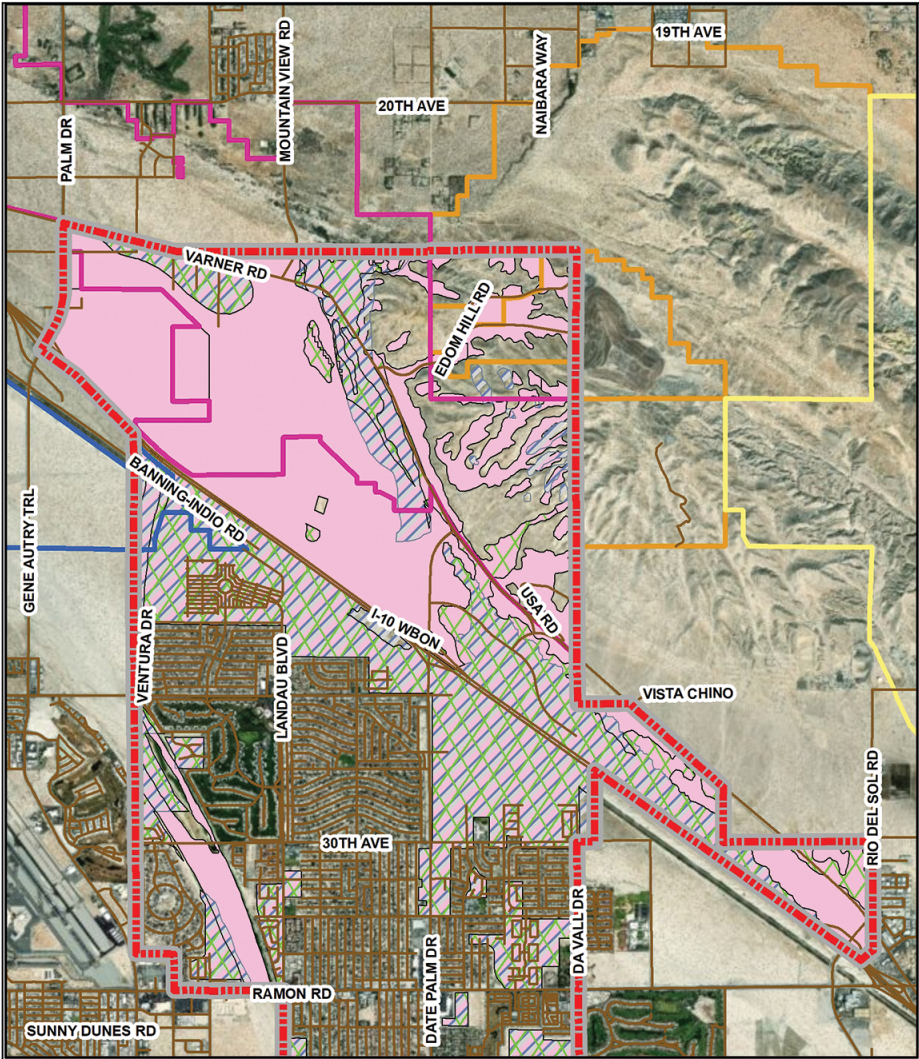 19TH AVE
MOUNTAIN VIEW RD
NAIBARA WAY
20TH AVE
PALM DR
VARNER RD
EDOM HILL RD
BANNING-INDIO RD
GENE AUTRY TRL
USA RD
I-10 WBON
VENTURA DR
LANDAU BLVD
VISTA CHINO
RIO DEL SOL RD
30TH AVE
DA VALL DR
DATE PALM DR
RAMON RD
SUNNY DUNES RD